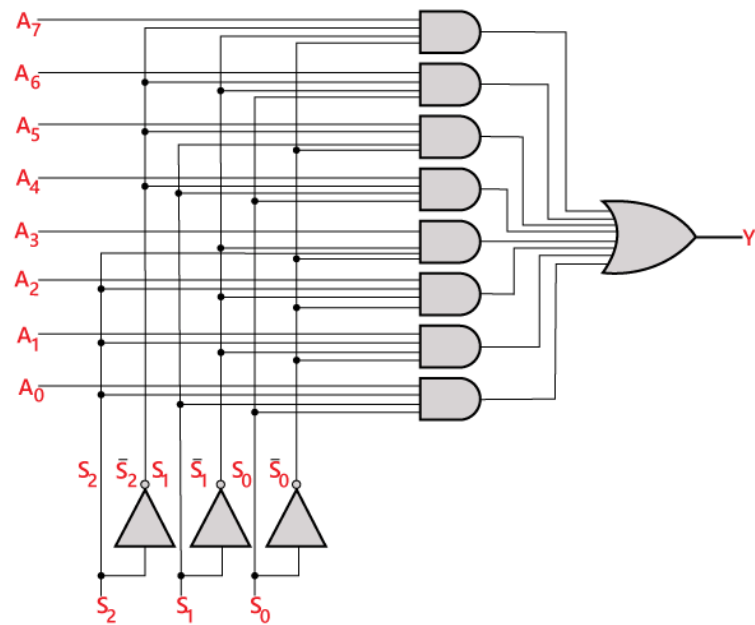 A₇
A₆
A₅
A₄
A₃
Y
A₂
A₁
A₀
S₂ S̄₂ S₁ S̄₁ S₀ S̄₀
S₂ S₁ S₀